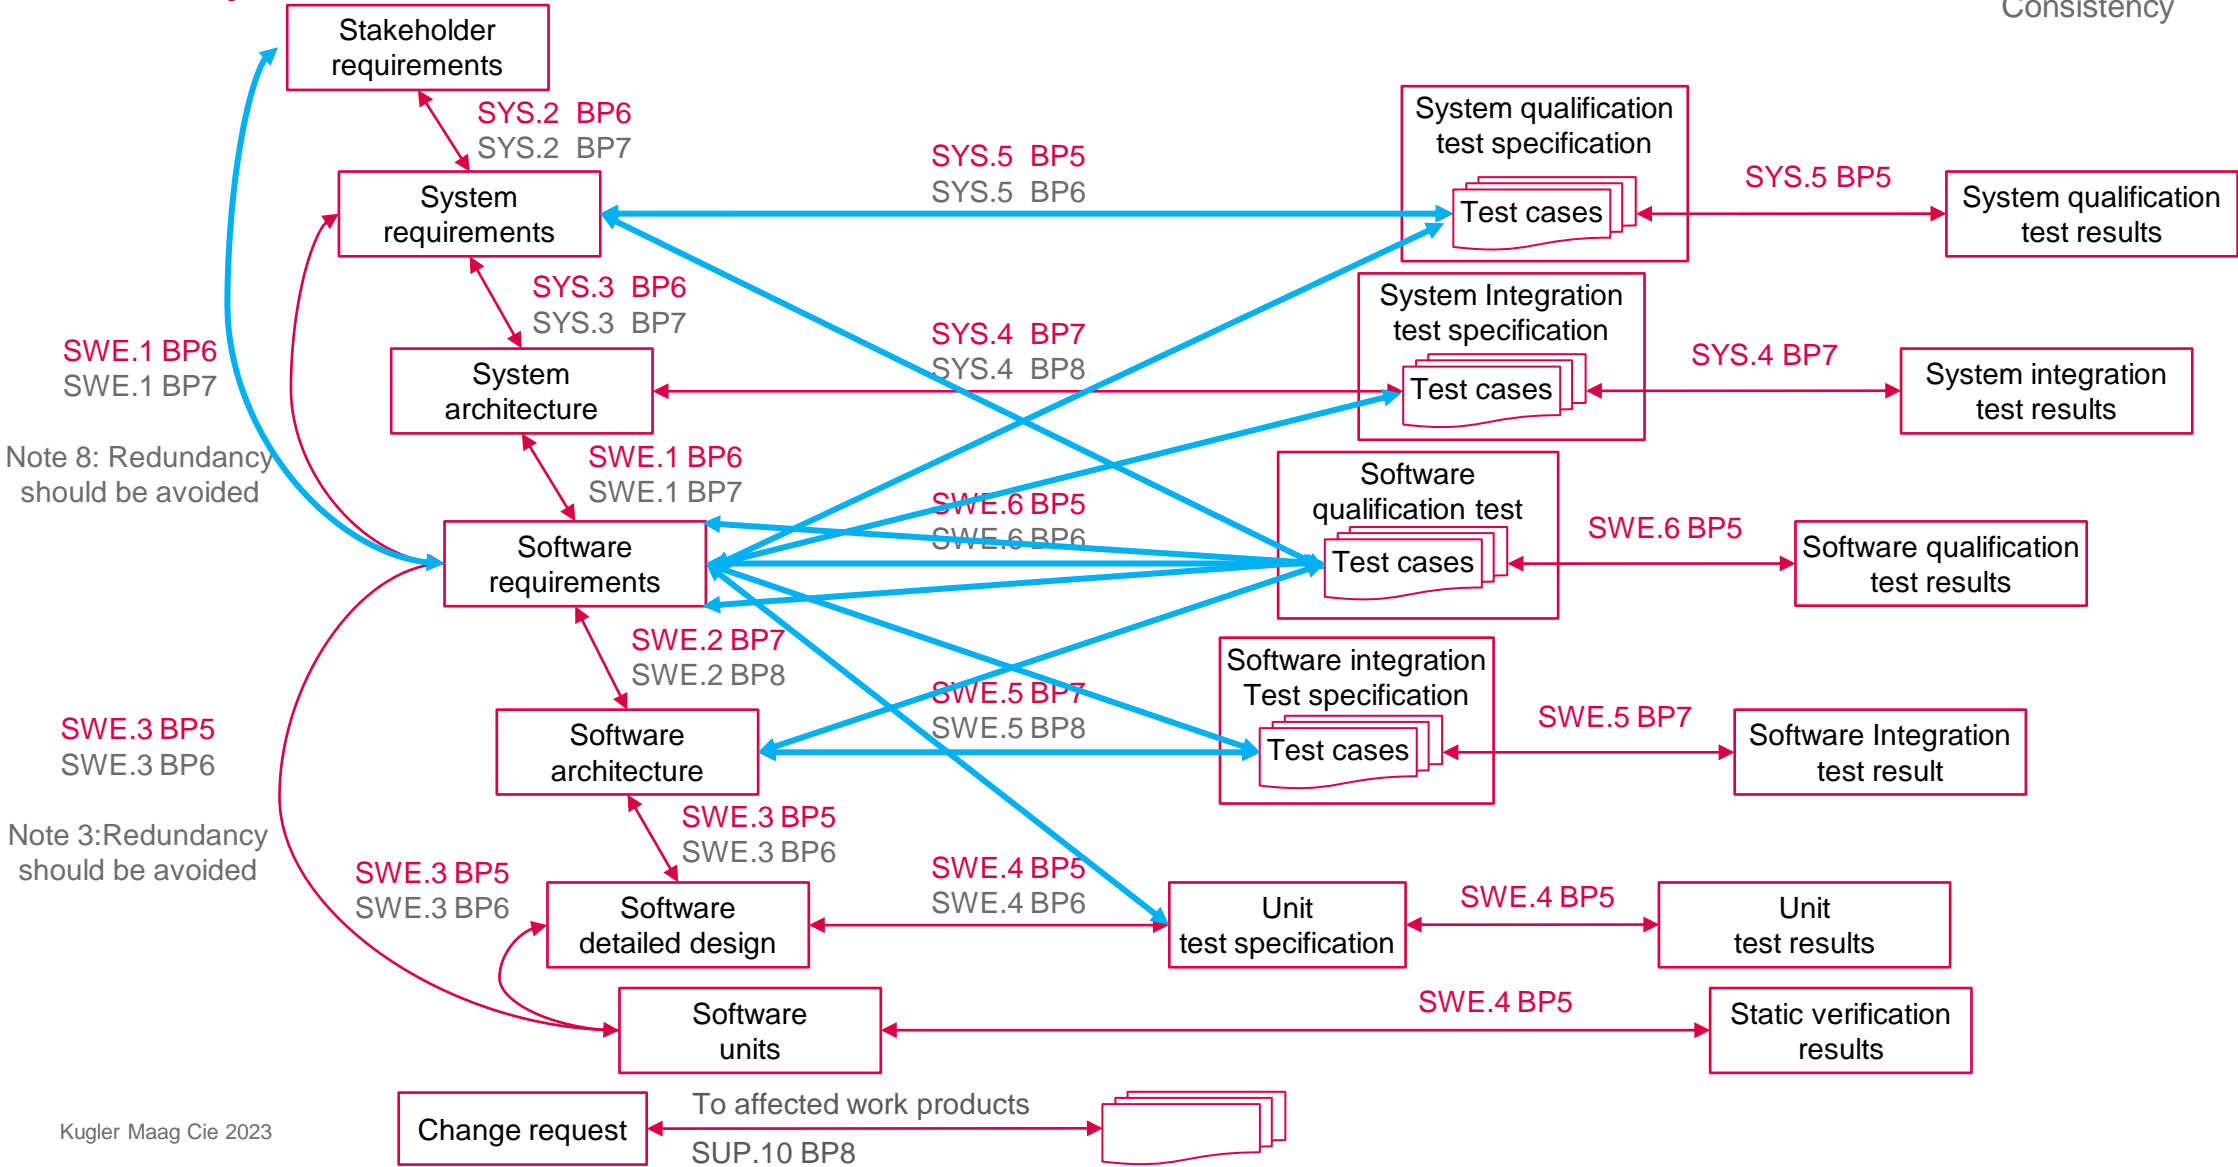 Consistency
Stakeholder
requirements
SYS.2 BP6
SYS.2 BP7
System qualification
test specification
SYS.5 BP5
SYS.5 BP6
SYS.5 BP5
System
requirements
Test cases
System qualification
test results
SYS.3 BP6
SYS.3 BP7
System Integration
test specification
SYS.4 BP7
SYS.4 BP8
SYS.4 BP7
SWE.1 BP6
SWE.1 BP7
System
architecture
Test cases
System integration
test results
Note 8: Redundancy
should be avoided
SWE.1 BP6
SWE.1 BP7
Software
qualification test
SWE.6 BP5
SWE.6 BP6
SWE.6 BP5
Software
requirements
Test cases
Software qualification
test results
SWE.2 BP7
SWE.2 BP8
Software integration
Test specification
SWE.5 BP7
SWE.5 BP8
SWE.5 BP7
SWE.3 BP5
SWE.3 BP6
Software
architecture
Test cases
Software Integration
test result
Note 3:Redundancy
should be avoided
SWE.3 BP5
SWE.3 BP6
SWE.3 BP5
SWE.3 BP6
SWE.4 BP5
SWE.4 BP6
SWE.4 BP5
Software
detailed design
Unit
test specification
Unit
test results
SWE.4 BP5
Software
units
Static verification
results
Change request
To affected work products
SUP.10 BP8
Kugler Maag Cie 2023